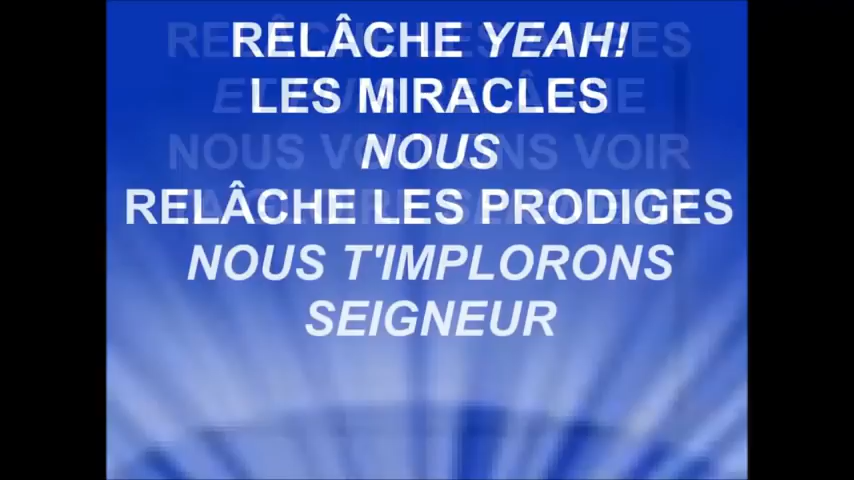 RELÂCHE YEAH!
LES MIRACLES
NOUS
RELÂCHE LES PRODIGES
NOUS T'IMPLORONS
SEIGNEUR